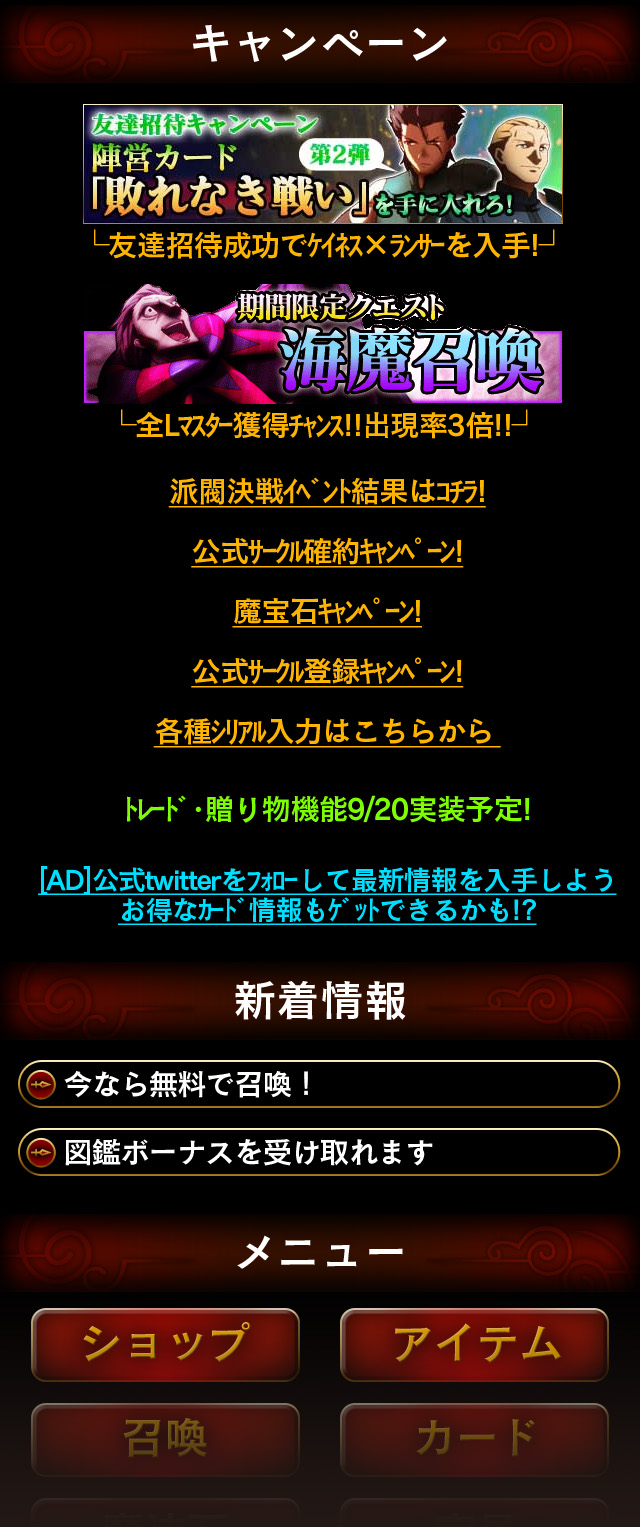 キャンペーン
友達招待キャンペーン
陣営カード
第2弾
「敗れなき戦い」を手に入れろ!
└友達招待成功でｹｲﾈｽ×ﾗﾝｻｰを入手!┘
期間限定クエスト
海魔召喚
└全Lﾏｽﾀｰ獲得ﾁｬﾝｽ!!出現率3倍!!┘
派閥決戦ｲﾍﾞﾝﾄ結果はｺﾁﾗ!
公式ｻｰｸﾙ確約ｷｬﾝﾍﾟｰﾝ!
魔宝石ｷｬﾝﾍﾟｰﾝ!
公式ｻｰｸﾙ登録ｷｬﾝﾍﾟｰﾝ!
各種ｼﾘｱﾙ入力はこちらから
ﾄﾚｰﾄﾞ･贈り物機能9/20実装予定!
[AD]公式twitterをﾌｫﾛｰして最新情報を入手しよう
お得なｶｰﾄﾞ情報もｹﾞｯﾄできるかも!?
新着情報
今なら無料で召喚！
図鑑ボーナスを受け取れます
メニュー
ショップ
アイテム
召喚
カード